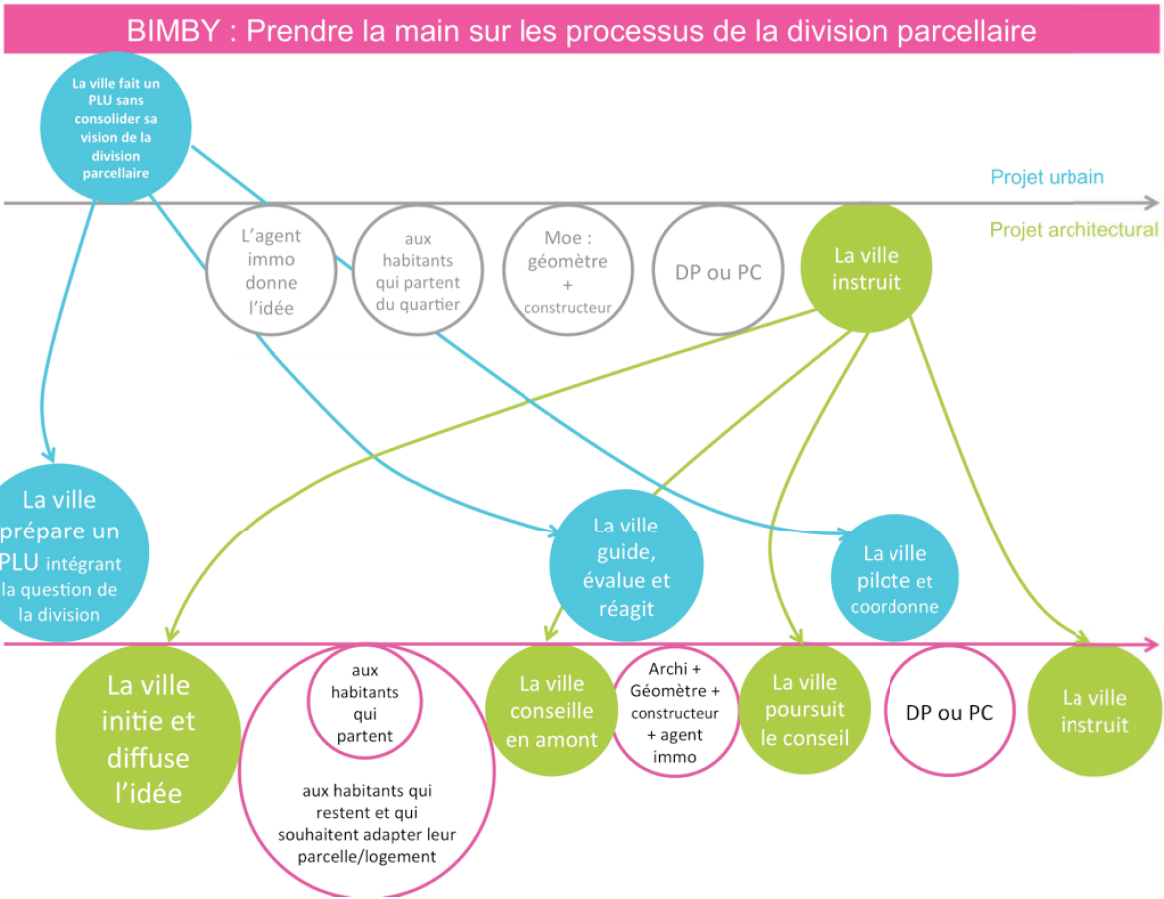 BIMBY : Prendre la main sur les processus de la division parcellaire
La ville fait un
PLU sans
consolider sa
vision de la
division
parcellaire
Projet urbain
Projet architectural
L'agent
immo
donne
l'idée
aux
habitants
qui partent
du quartier
Moe :
géomètre
+
constructeur
DP ou PC
La ville
instruit
La ville
prépare un
PLU intégrant
la question de
la division
La ville
guide,
évalue et
réagit
La ville
pilote et
coordonne
La ville
initie et
diffuse
l'idée
aux
habitants
qui
partent
aux habitants qui
restent et qui
souhaitent adapter leur
parcelle/logement
La ville
conseille
en amont
Archi +
Géomètre +
constructeur
+ agent
immo
La ville
poursuit
le conseil
DP ou PC
La ville
instruit